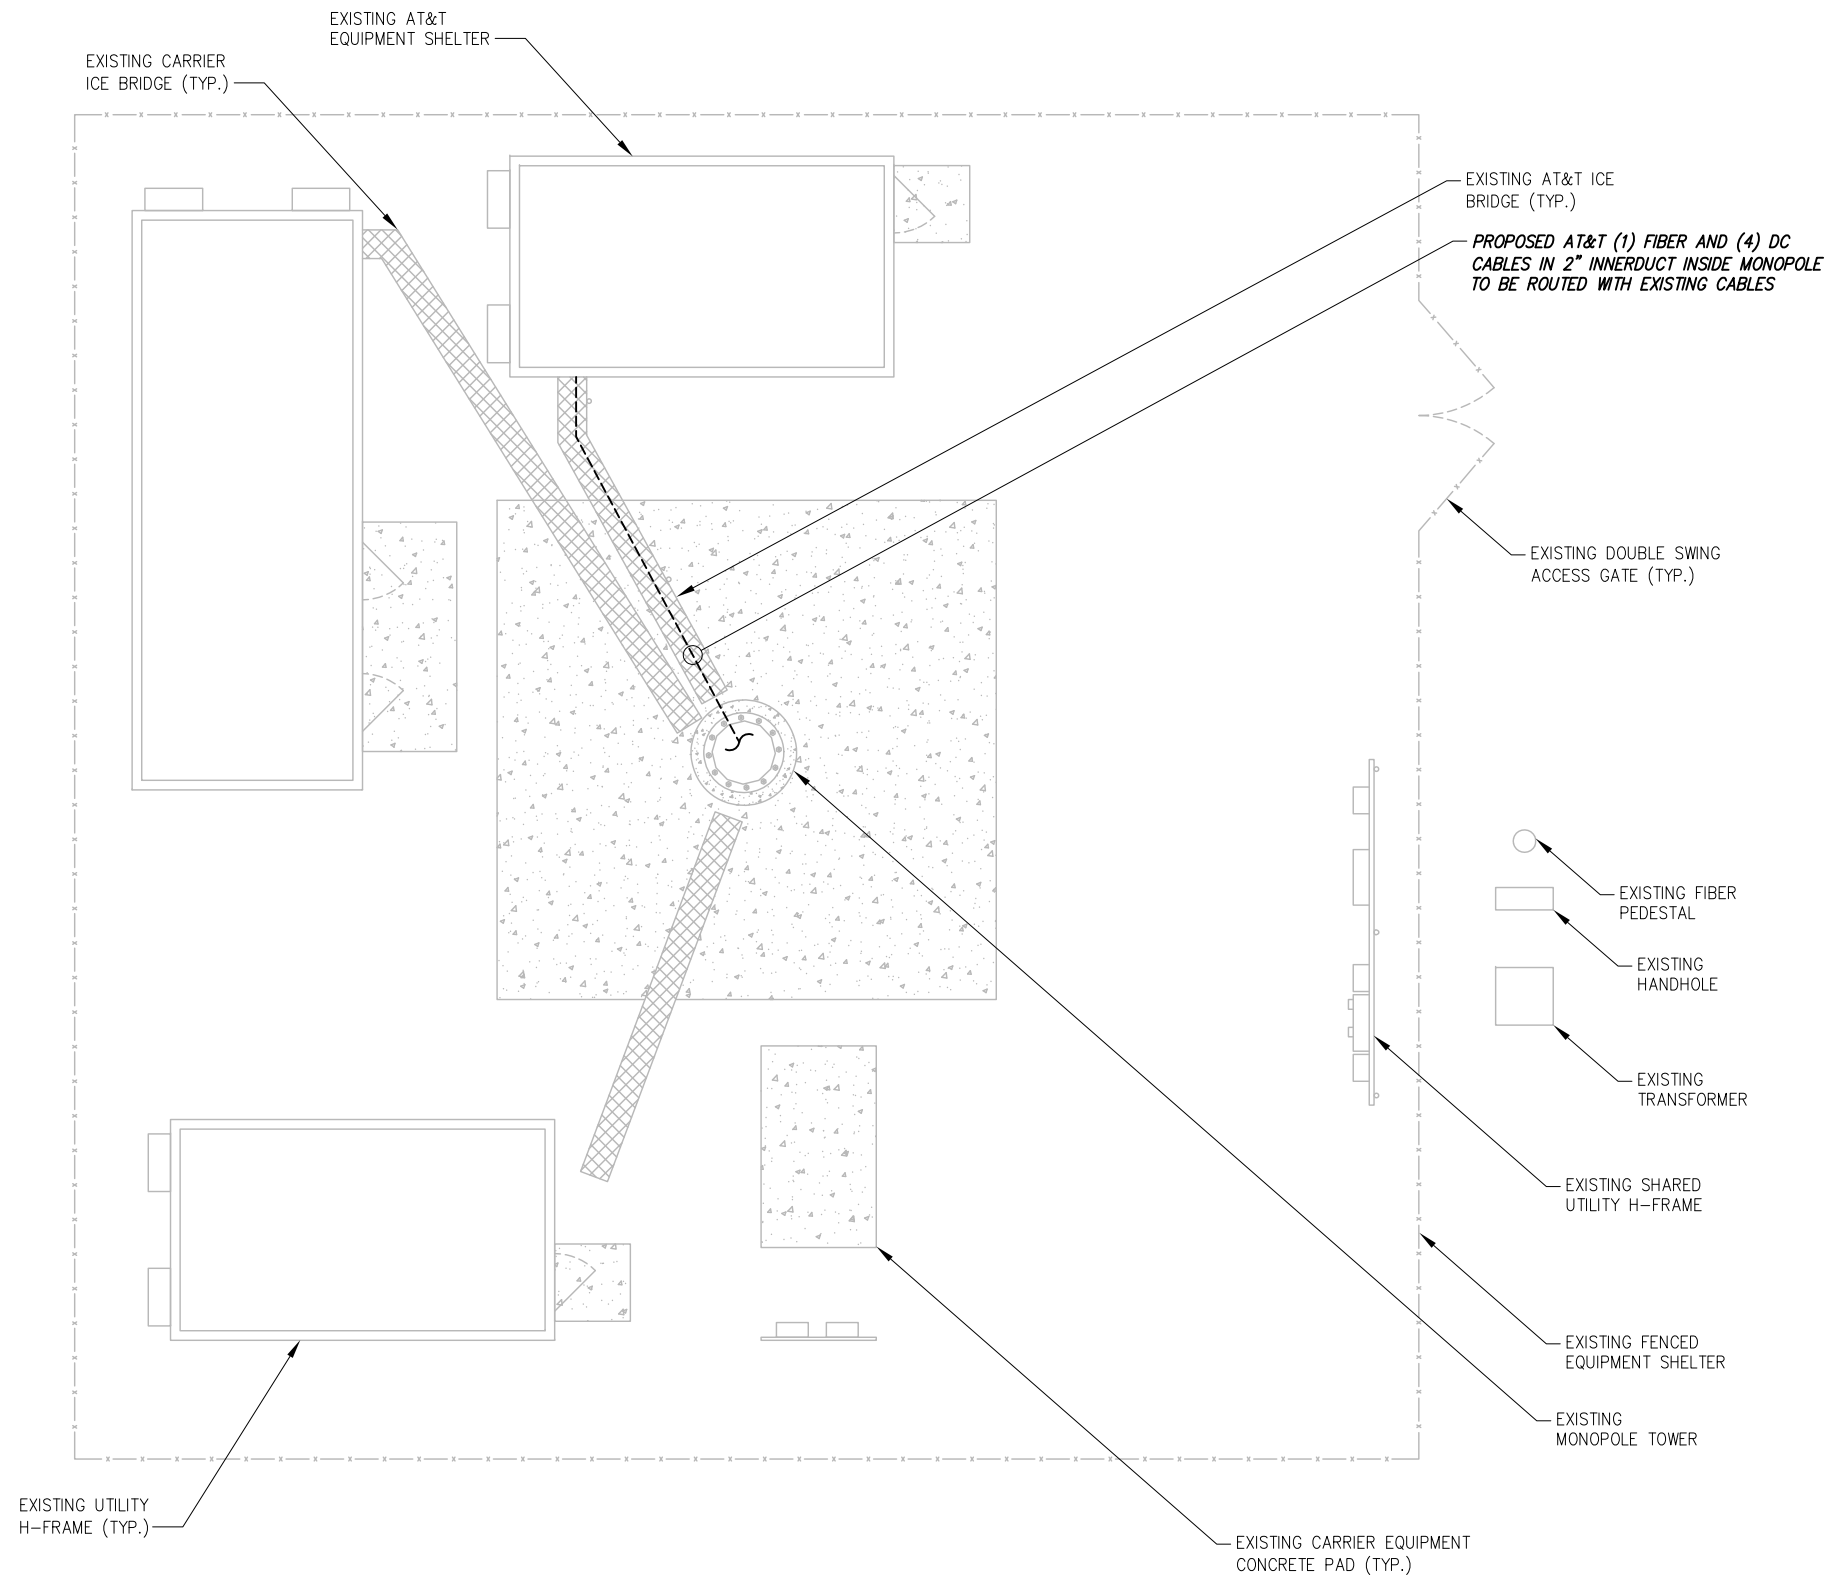 EXISTING AT&T
EQUIPMENT SHELTER
EXISTING CARRIER
ICE BRIDGE (TYP.)
EXISTING AT&T ICE
BRIDGE (TYP.)
PROPOSED AT&T (1) FIBER AND (4) DC
CABLES IN 2" INNERDUCT INSIDE MONOPOLE
TO BE ROUTED WITH EXISTING CABLES
EXISTING DOUBLE SWING
ACCESS GATE (TYP.)
EXISTING FIBER
PEDESTAL
EXISTING
HANDHOLE
EXISTING
TRANSFORMER
EXISTING SHARED
UTILITY H-FRAME
EXISTING FENCED
EQUIPMENT SHELTER
EXISTING
MONOPOLE TOWER
EXISTING UTILITY
H-FRAME (TYP.)
EXISTING CARRIER EQUIPMENT
CONCRETE PAD (TYP.)